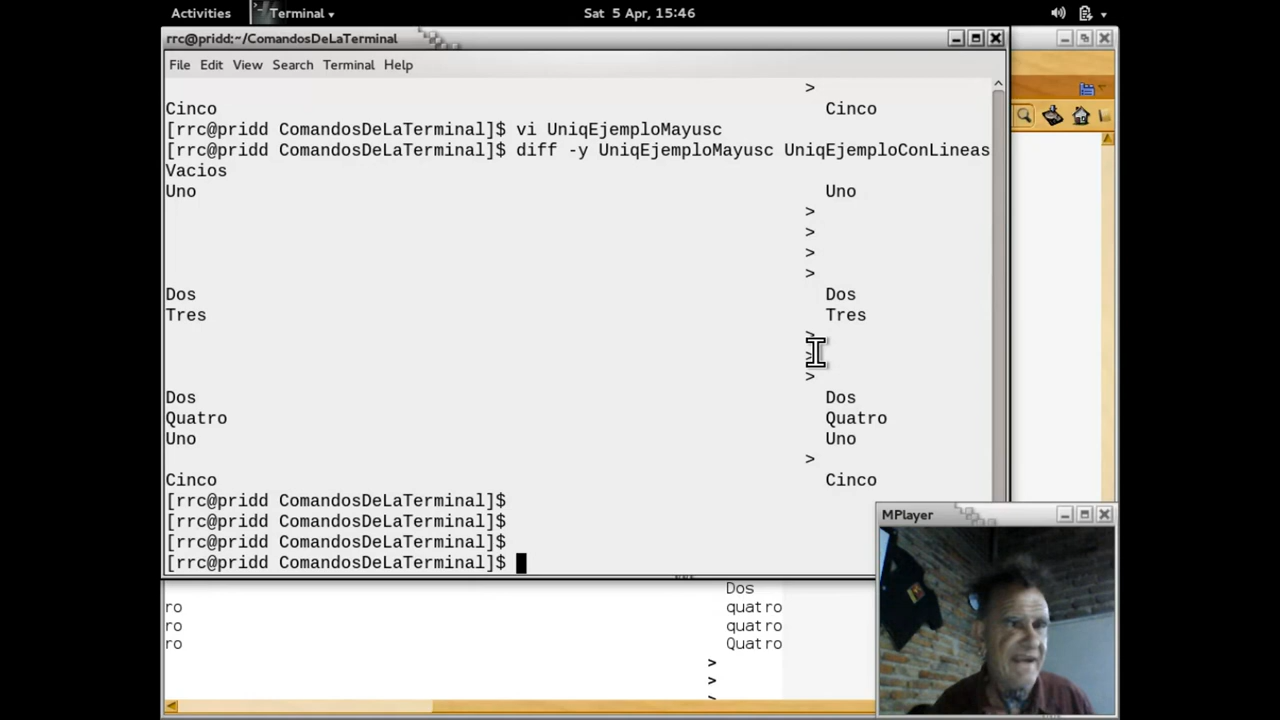 Activities Terminal Sat 5 Apr, 15:46
rrc@pridd:~/ComandosDeLaTerminal
File Edit View Search Terminal Help
>
Cinco Cinco
[rrc@pridd ComandosDeLaTerminal]$ vi UniqEjemploMayusc
[rrc@pridd ComandosDeLaTerminal]$ diff -y UniqEjemploMayusc UniqEjemploConLineas
Vacios
Uno Uno
>
>
>
>
Dos Dos
Tres Tres
>
>
>
Dos Dos
Quatro Quatro
Uno Uno
>
Cinco Cinco
[rrc@pridd ComandosDeLaTerminal]$
[rrc@pridd ComandosDeLaTerminal]$
[rrc@pridd ComandosDeLaTerminal]$
[rrc@pridd ComandosDeLaTerminal]$
MPlayer
Dos
ro quatro
ro quatro
ro Quatro
>
>